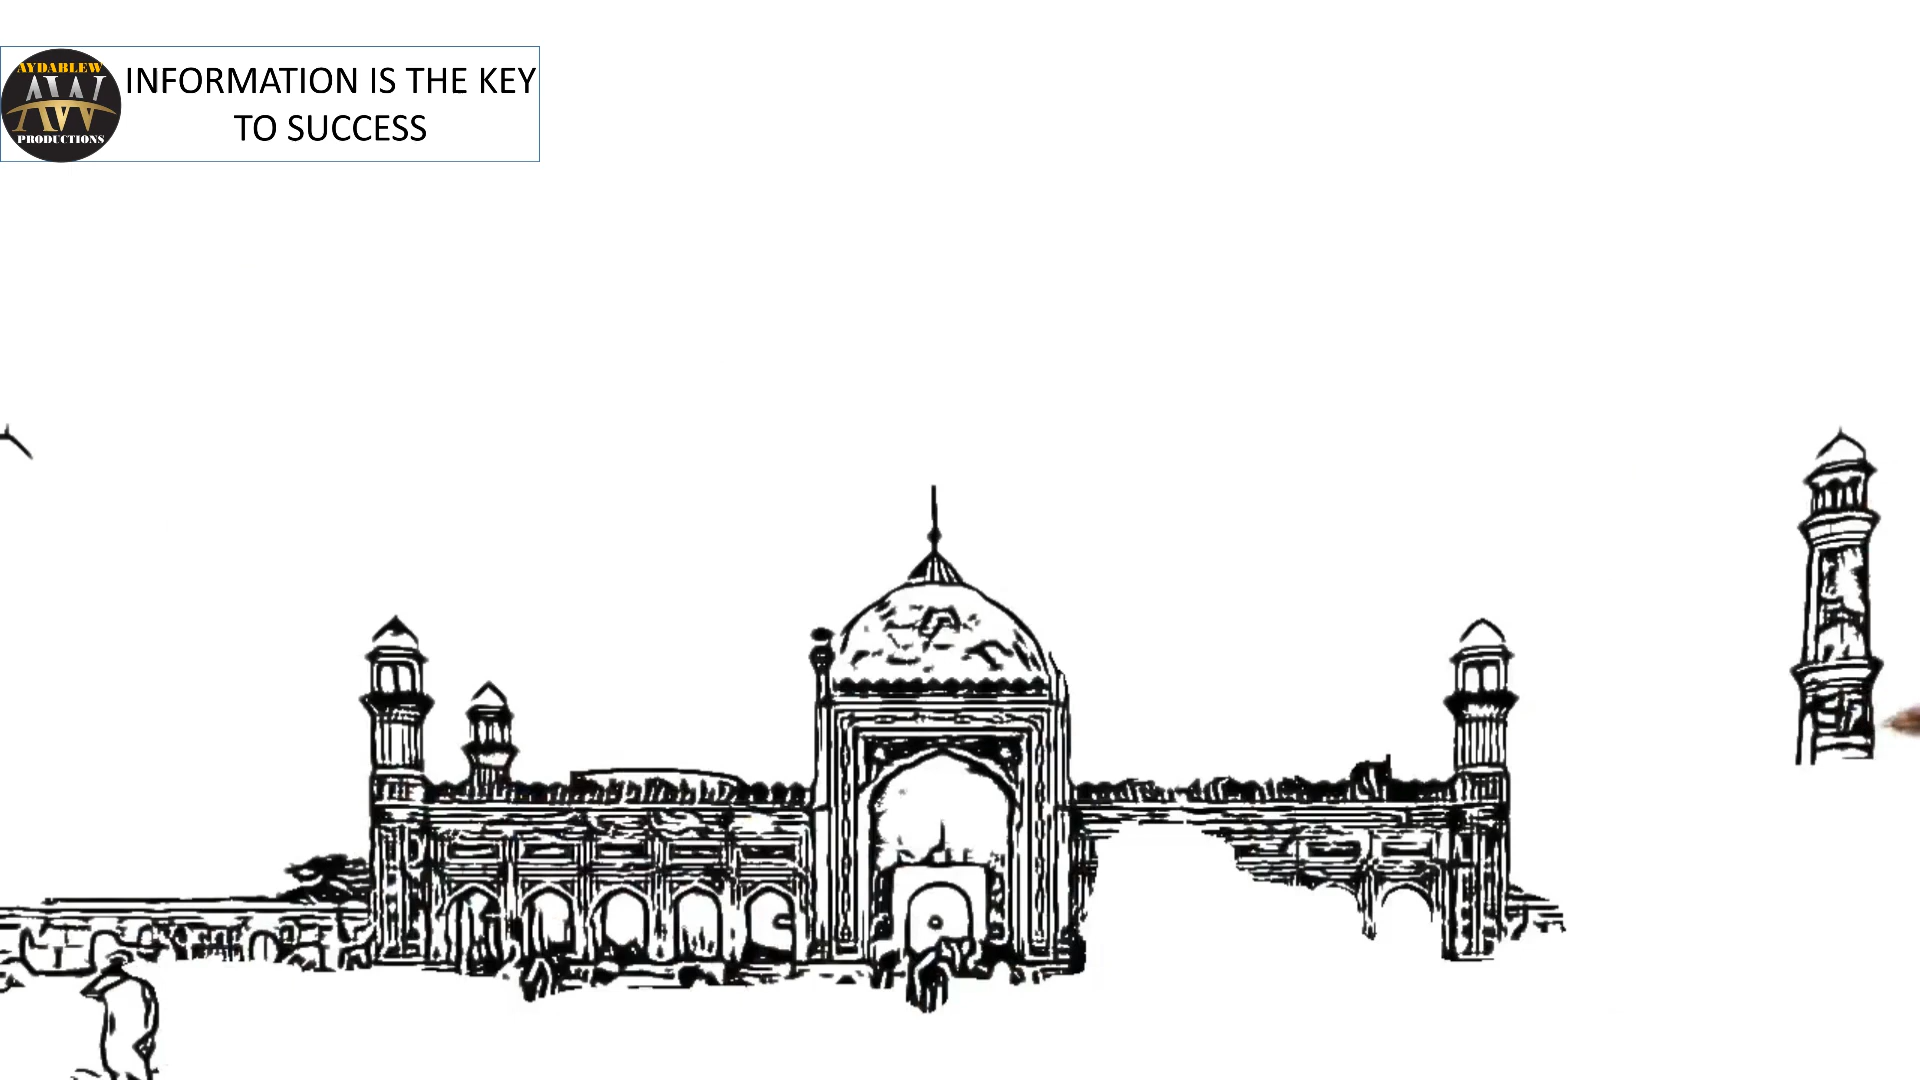 AYDABLEW
AW
PRODUCTIONS
INFORMATION IS THE KEY
TO SUCCESS